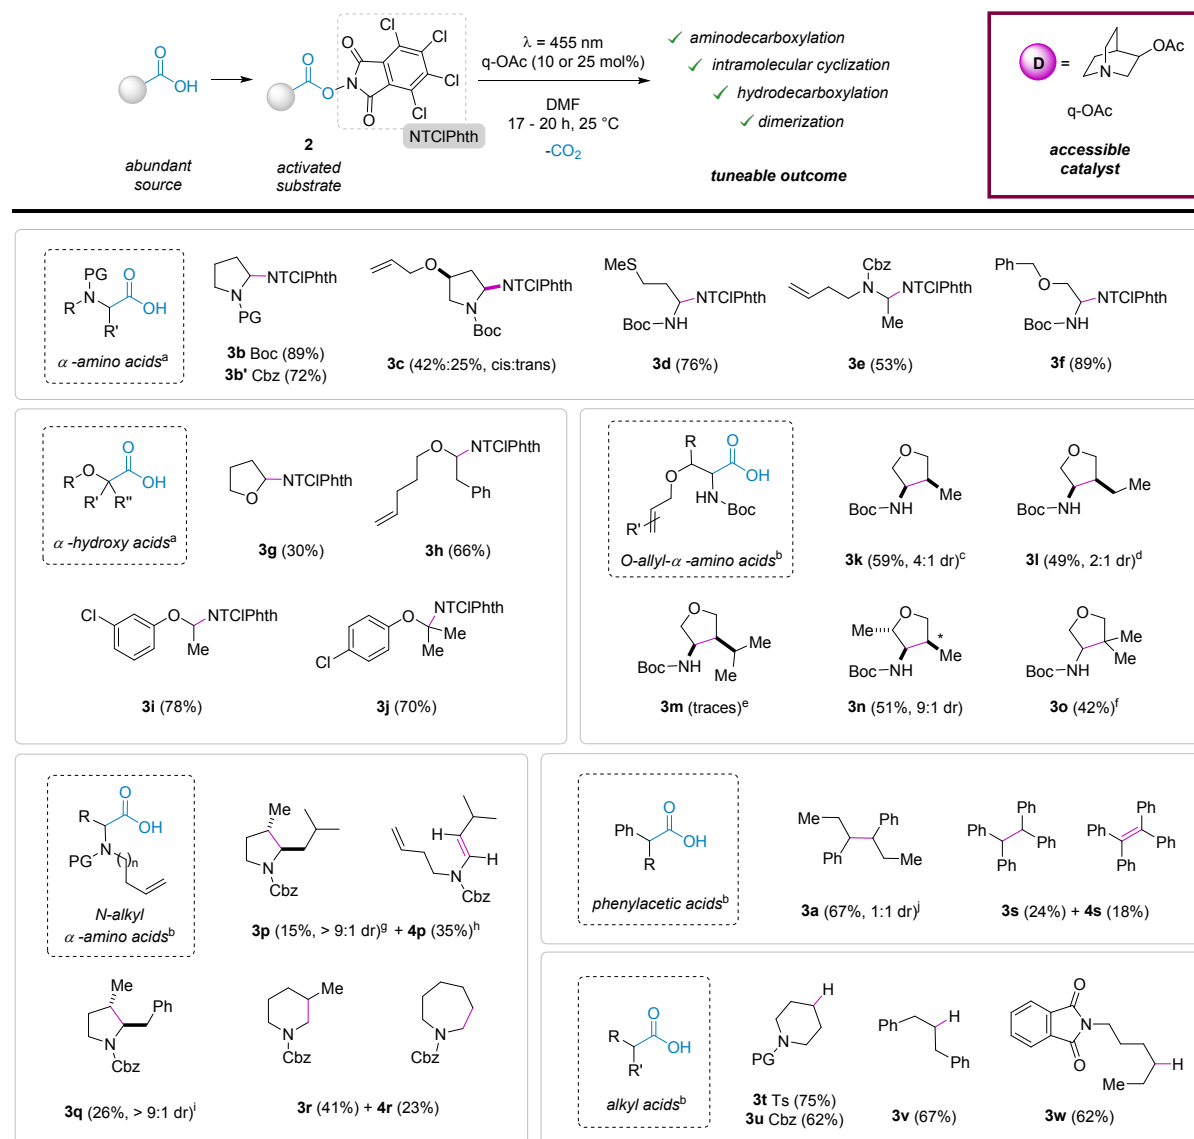 O
OH
abundant
source
O
O
N
O
O
Cl
Cl
Cl
Cl
NTClPhth
2
activated
substrate
λ = 455 nm
q-OAc (10 or 25 mol%)
DMF
17 - 20 h, 25 °C
-CO2
✓ aminodecarboxylation
✓ intramolecular cyclization
✓ hydrodecarboxylation
✓ dimerization
tuneable outcome
D =
N
OAc
q-OAc
accessible
catalyst
PG
R
N
R'
O
OH
α -amino acidsa
N
PG
NTClPhth
3b Boc (89%)
3b' Cbz (72%)
O
N
Boc
NTClPhth
3c (42%:25%, cis:trans)
MeS
NTClPhth
Boc
NH
3d (76%)
Cbz
N
NTClPhth
Me
3e (53%)
Ph
O
NTClPhth
Boc
NH
3f (89%)
R
O
R'
R"
O
OH
α -hydroxy acidsa
O
NTClPhth
3g (30%)
O
NTClPhth
Ph
3h (66%)
Cl
O
NTClPhth
Me
3i (78%)
Cl
O
NTClPhth
Me
Me
3j (70%)
R
O
OH
O
NH
Boc
R'
O-allyl-α -amino acidsb
O
Me
Boc
NH
3k (59%, 4:1 dr)c
O
Boc
NH
3l (49%, 2:1 dr)d
O
Boc
NH
Me
3m (traces)e
O
Me
*
Me
Boc
NH
3n (51%, 9:1 dr)
O
Me
Me
Boc
NH
3o (42%)f
R
O
OH
N
PG
( )n
N-alkyl
α -amino acidsb
Me
N
Cbz
H
H
N
Cbz
3p (15%, > 9:1 dr)g + 4p (35%)h
Me
Ph
N
Cbz
3q (26%, > 9:1 dr)i
Me
N
Cbz
N
Cbz
3r (41%) + 4r (23%)
Ph
O
OH
R
phenylacetic acidsb
Me
Ph
Ph
Me
3a (67%, 1:1 dr)j
Ph
Ph
Ph
Ph
Ph
Ph
Ph
Ph
3s (24%) + 4s (18%)
R
O
OH
R'
alkyl acidsb
H
N
PG
3t Ts (75%)
3u Cbz (62%)
Ph
H
Ph
3v (67%)
O
N
O
H
Me
3w (62%)